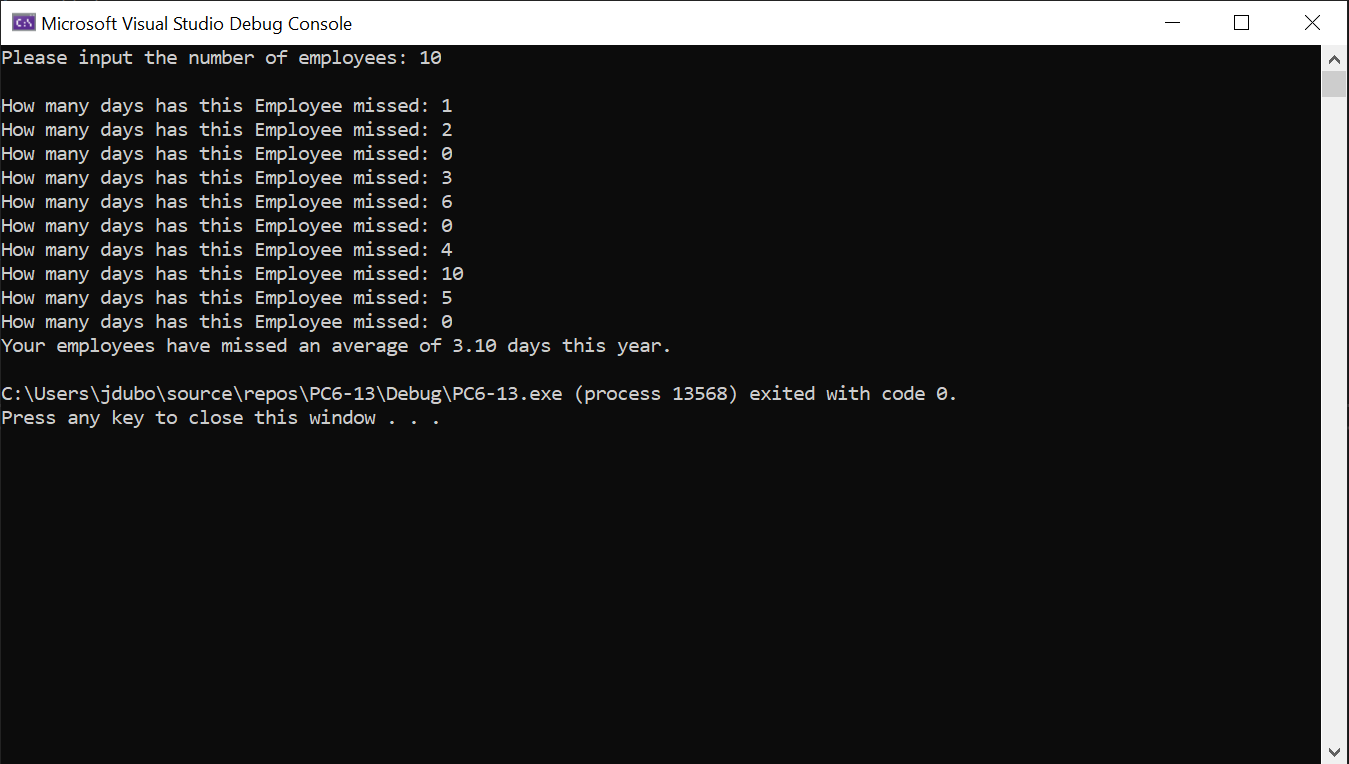 Microsoft Visual Studio Debug Console
Please input the number of employees: 10
How many days has this Employee missed: 1
How many days has this Employee missed: 2
How many days has this Employee missed: 0
How many days has this Employee missed: 3
How many days has this Employee missed: 6
How many days has this Employee missed: 0
How many days has this Employee missed: 4
How many days has this Employee missed: 10
How many days has this Employee missed: 5
How many days has this Employee missed: 0
Your employees have missed an average of 3.10 days this year.
C:\Users\jdubo\source\repos\PC6-13\Debug\PC6-13.exe (process 13568) exited with code 0.
Press any key to close this window . . .